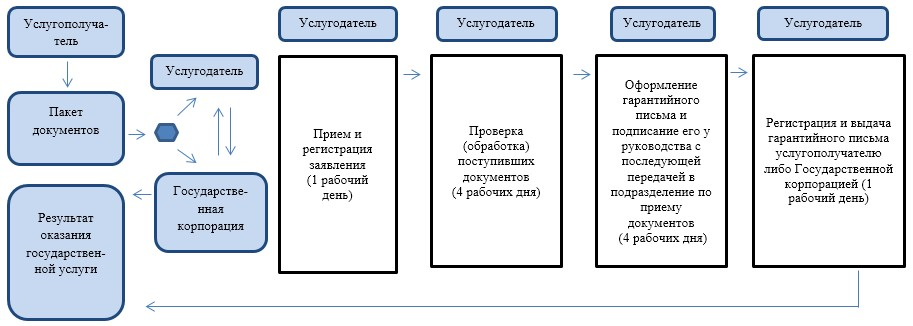 Услугополуча-
тель
Пакет
документов
Результат
оказания
государствен-
ной услуги
Услугодатель
Государстве-
нная
корпорация
Услугодатель
Прием и
регистрация
заявления
(1 рабочий
день)
Услугодатель
Проверка
(обработка)
поступивших
документов
(4 рабочих дня)
Услугодатель
Оформление
гарантийного
письма и
подписание его у
руководства с
последующей
передачей в
подразделение по
приему
документов
(4 рабочих дня)
Услугодатель
Регистрация и выдача
гарантийного письма
услугополучателю
либо Государственной
корпорацией (1
рабочий день)